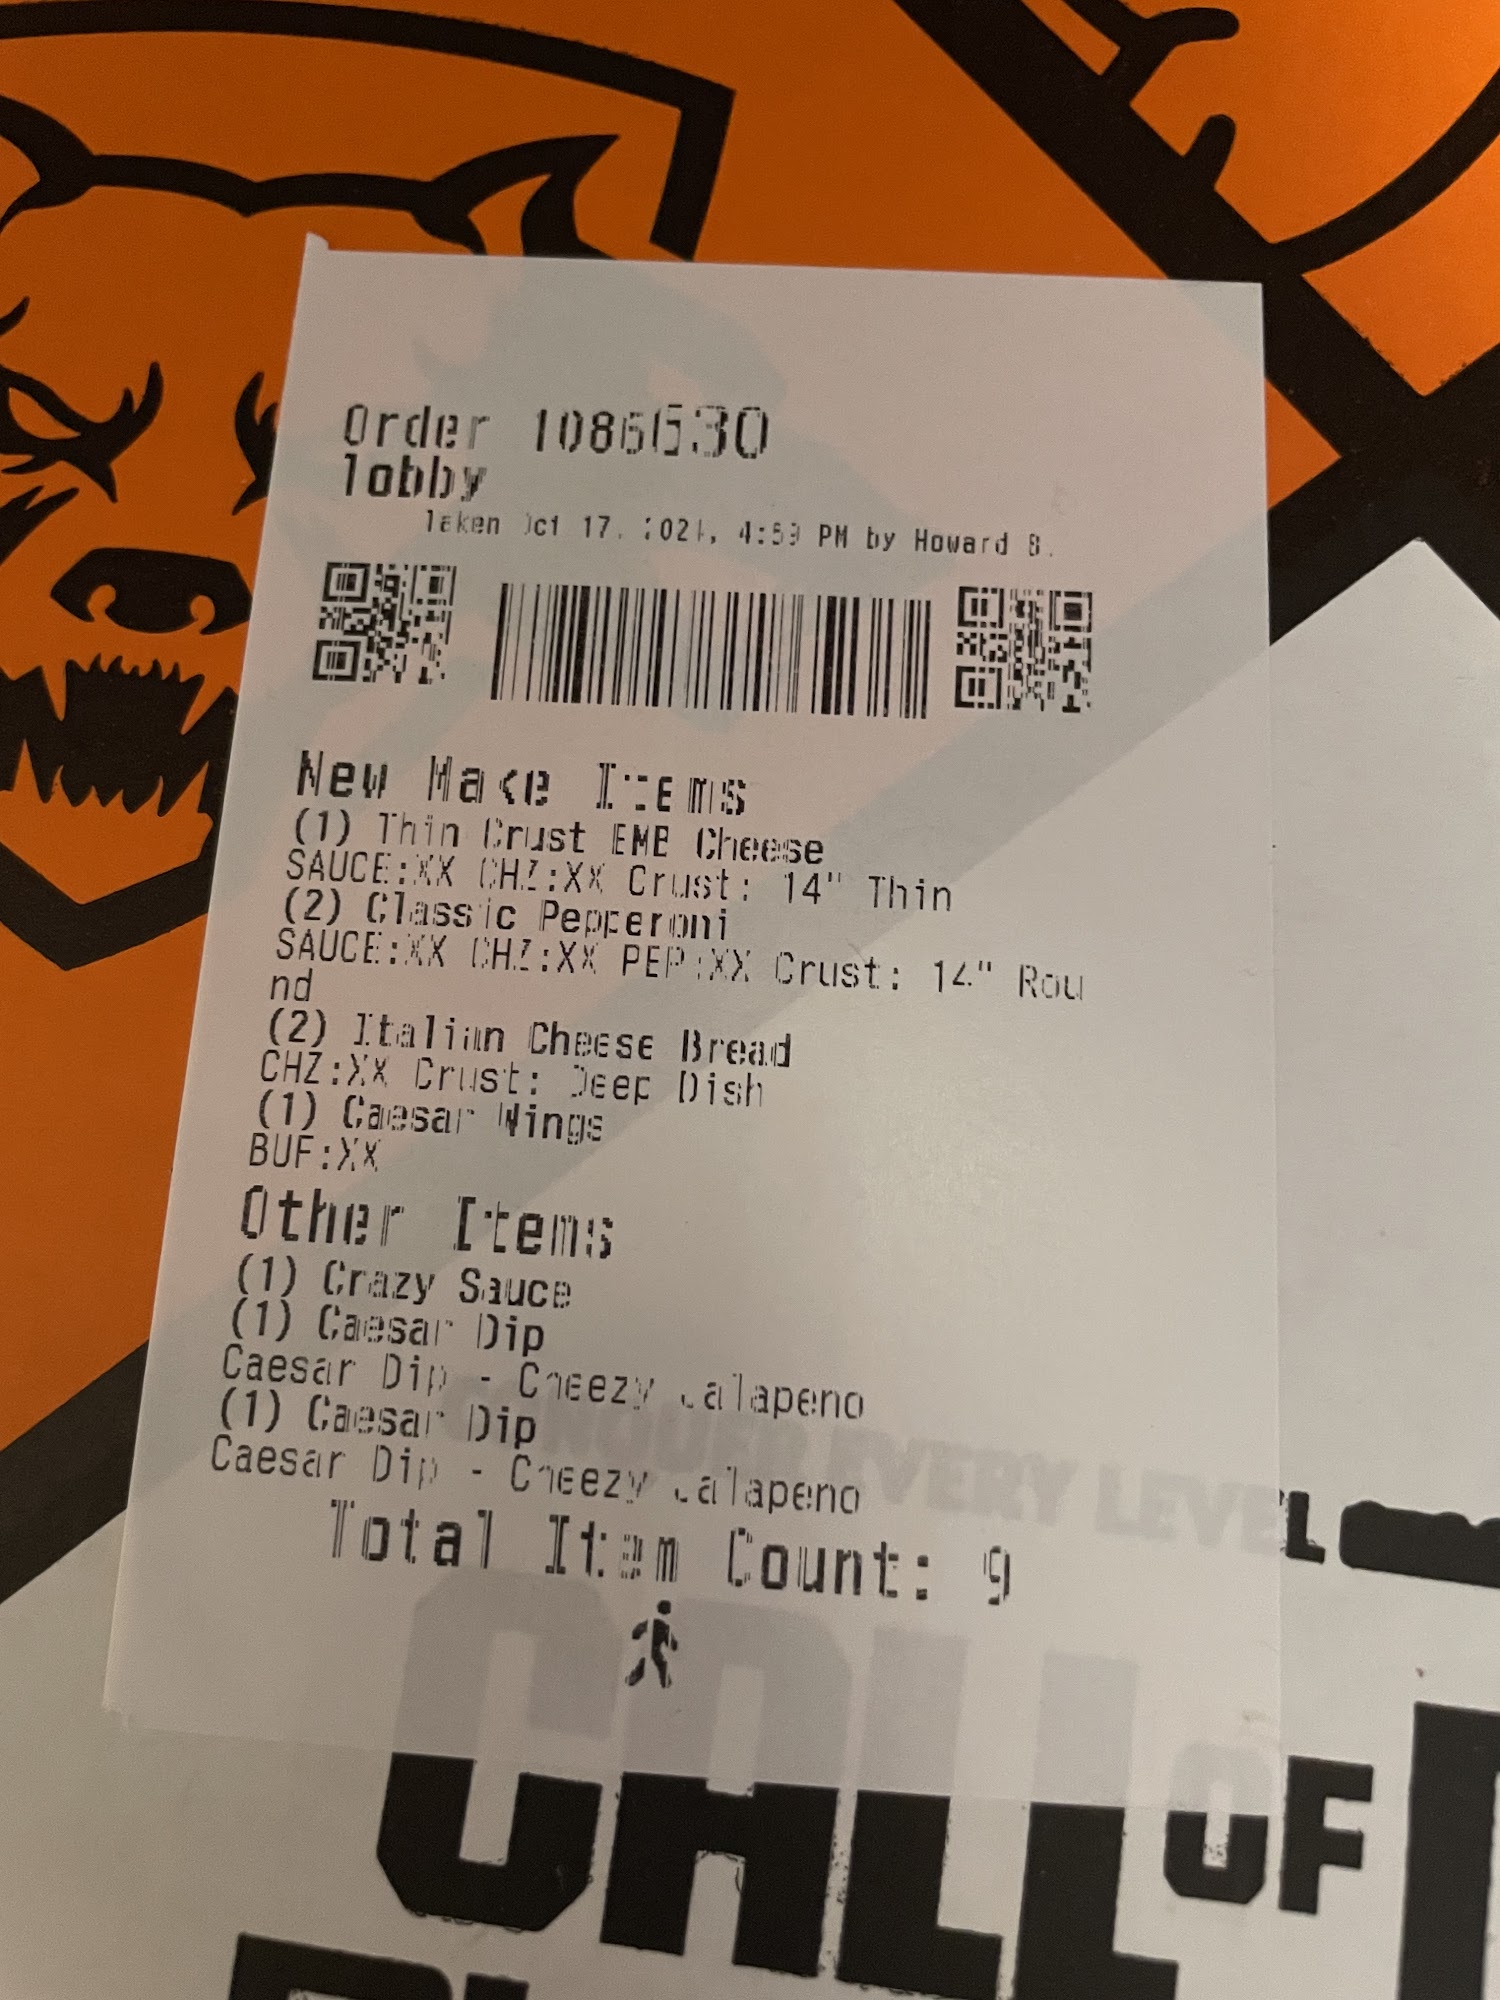 Order 1086630
lobby
Taken Oct 17, 2024, 4:59 PM by Howard B.
New Make Items
(1) Thin Crust EMB Cheese
SAUCE:XX CHZ:XX Crust: 14" Thin
(2) Classic Pepperoni
SAUCE:XX CHZ:XX PEP:XX Crust: 14" Rou
nd
(2) Italian Cheese Bread
CHZ:XX Crust: Deep Dish
(1) Caesar Wings
BUF:XX
Other Items
(1) Crazy Sauce
(1) Caesar Dip
Caesar Dip - Cheezy Jalapeno
(1) Caesar Dip
Caesar Dip - Cheezy Jalapeno
Total Item Count: 9
CONQUER EVERY LEVEL
CALL OF